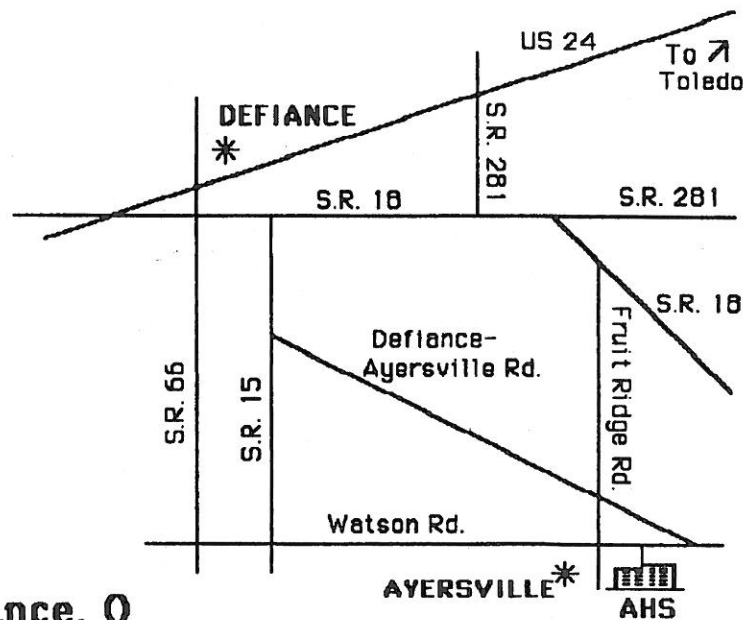 US 24
To
Toledo
DEFIANCE
S.R. 281
S.R. 18
S.R. 281
S.R. 18
Defiance-
Ayersville Rd.
Fruit Ridge Rd.
S.R. 66
S.R. 15
Watson Rd.
AYERSVILLE
AHS
nce, O